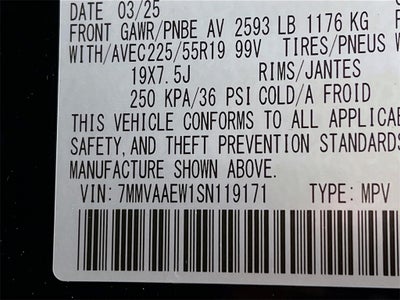 DATE 03/25
FRONT GAWR/PNBE AV 2593 LB 1176 KG
WITH/AVEC225/55R19 99V TIRES/PNEUS W
19X7.5J RIMS/JANTES
250 KPA/36 PSI COLD/A FROID
THIS VEHICLE CONFORMS TO ALL APPLICAB
SAFETY, AND THEFT PREVENTION STANDARDS
MANUFACTURE SHOWN ABOVE.
VIN: 7MMVAAEW1SN119171 TYPE: MPV